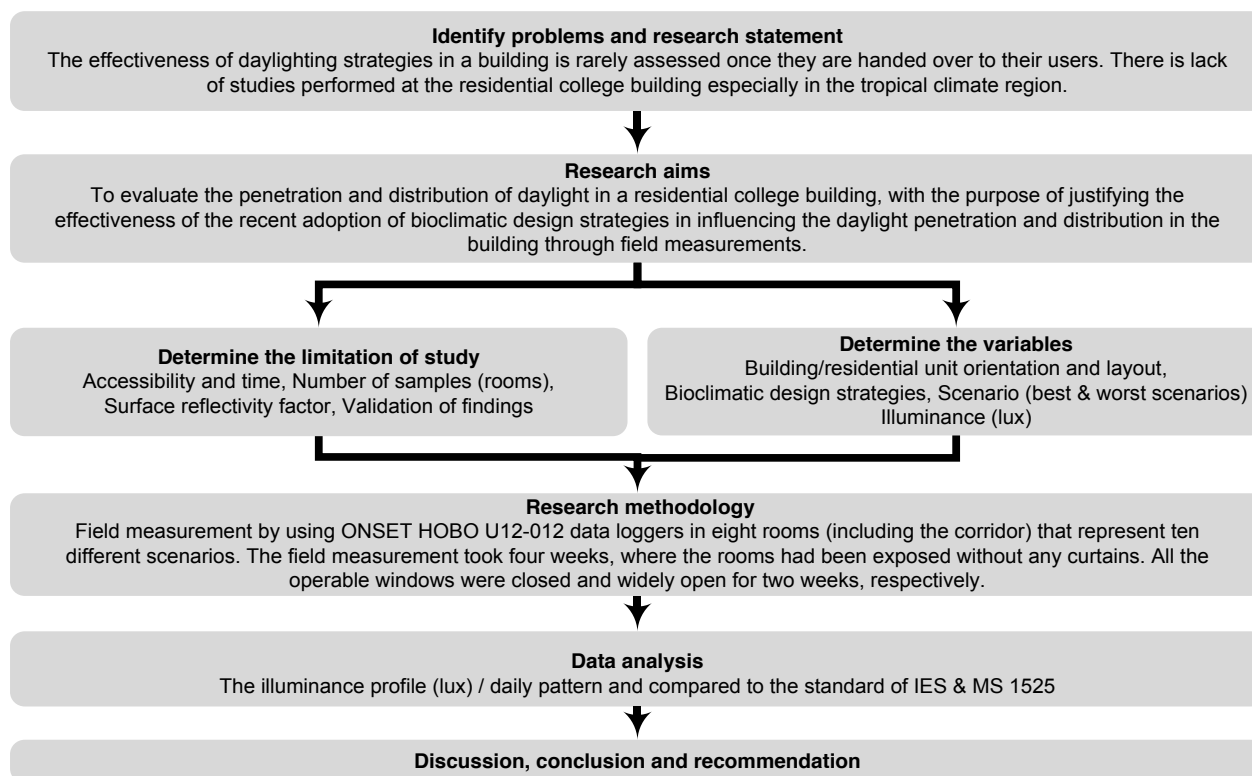 Identify problems and research statement
The effectiveness of daylighting strategies in a building is rarely assessed once they are handed over to their users. There is lack
of studies performed at the residential college building especially in the tropical climate region.
Research aims
To evaluate the penetration and distribution of daylight in a residential college building, with the purpose of justifying the
effectiveness of the recent adoption of bioclimatic design strategies in influencing the daylight penetration and distribution in the
building through field measurements.
Determine the limitation of study
Accessibility and time, Number of samples (rooms),
Surface reflectivity factor, Validation of findings
Determine the variables
Building/residential unit orientation and layout,
Bioclimatic design strategies, Scenario (best & worst scenarios)
Illuminance (lux)
Research methodology
Field measurement by using ONSET HOBO U12-012 data loggers in eight rooms (including the corridor) that represent ten
different scenarios. The field measurement took four weeks, where the rooms had been exposed without any curtains. All the
operable windows were closed and widely open for two weeks, respectively.
Data analysis
The illuminance profile (lux) / daily pattern and compared to the standard of IES & MS 1525
Discussion, conclusion and recommendation